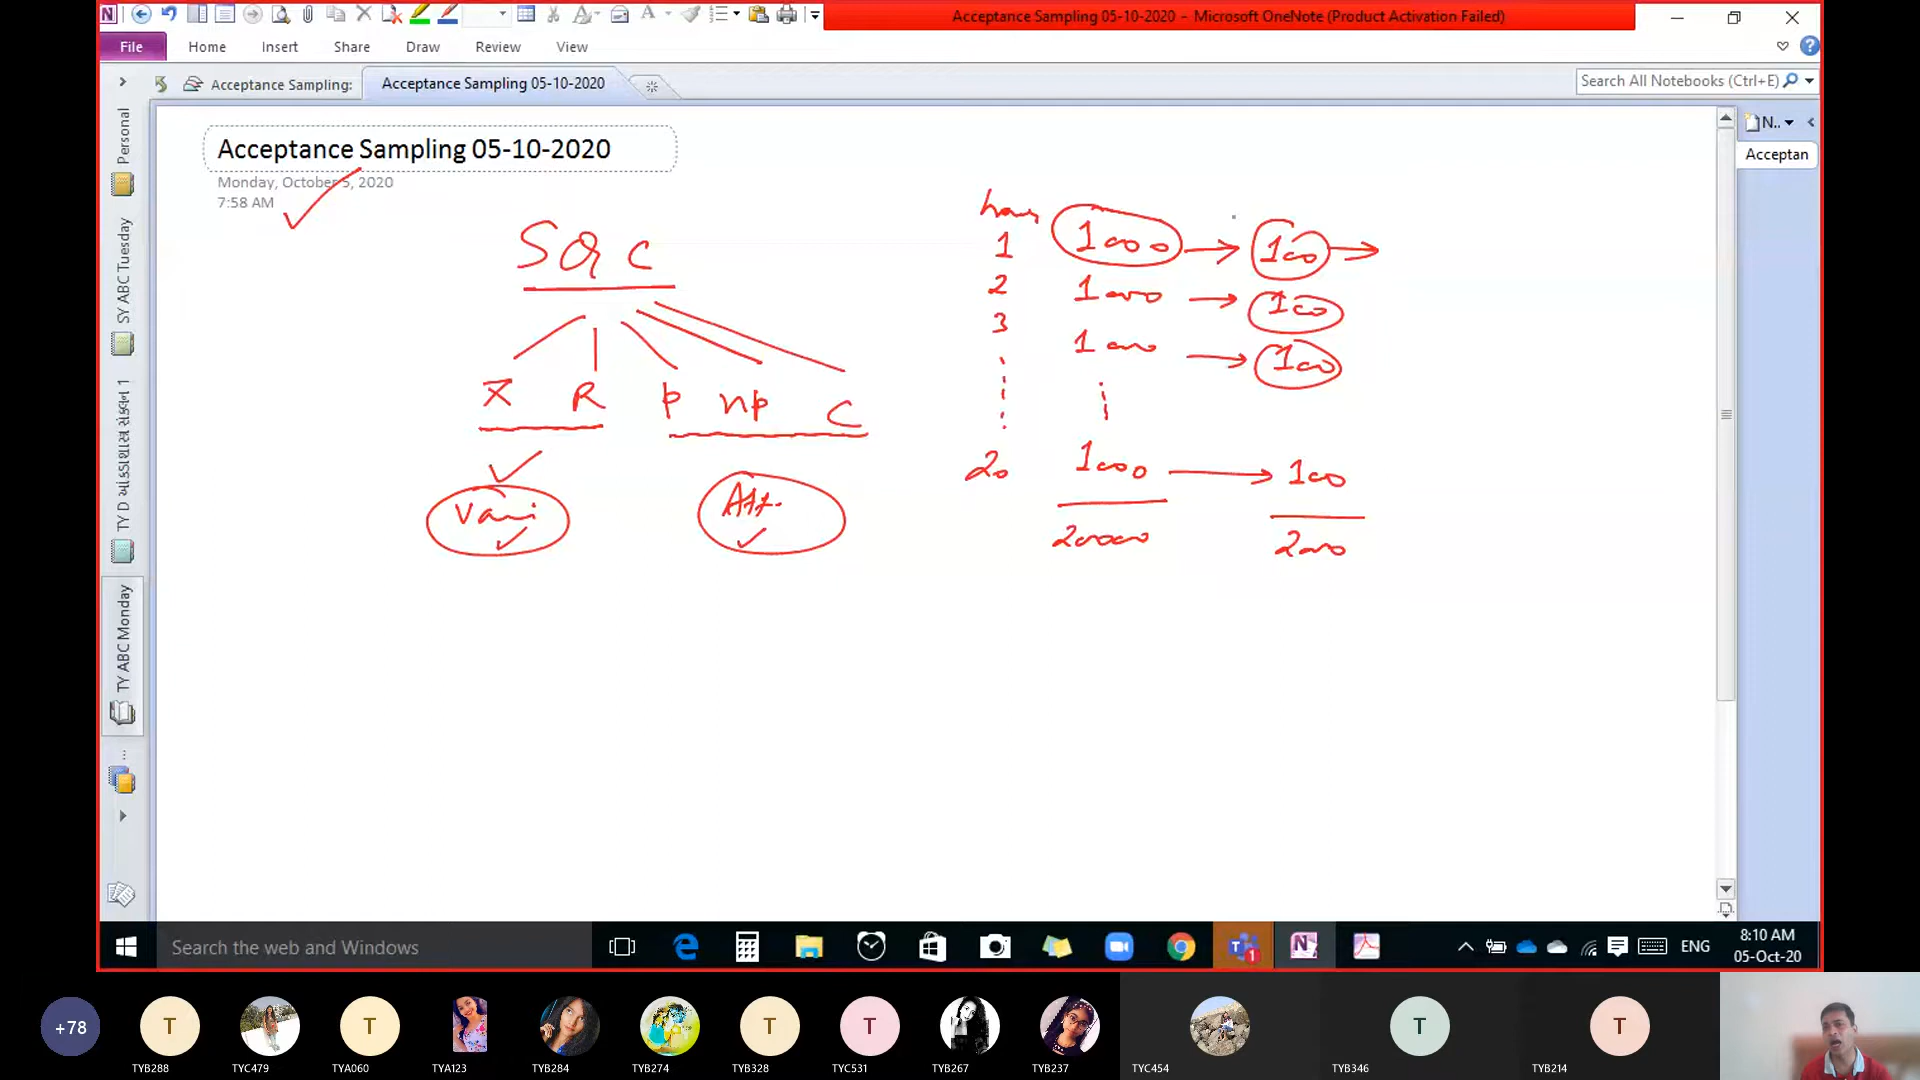 Acceptance Sampling 05-10-2020 - Microsoft OneNote (Product Activation Failed)
File Home Insert Share Draw Review View
Acceptance Sampling: Acceptance Sampling 05-10-2020
Search All Notebooks (Ctrl+E)
N..
Acceptan
Personal
SY ABC Tuesday
TY ABC Monday
Acceptance Sampling 05-10-2020
Monday, October 5, 2020
7:58 AM
SQC
X̄ R p np C
Vari Att.
hours
1 1000 → 100 →
2 1000 → 100
3 1000 → 100
20 1000 → 100
20000 2000
Search the web and Windows
1
ENG
8:10 AM
05-Oct-20
+78
T T T T T T
TYB288 TYC479 TYA060 TYA123 TYB284 TYB274 TYB328 TYC531 TYB267 TYB237 TYC454 TYB346 TYB214